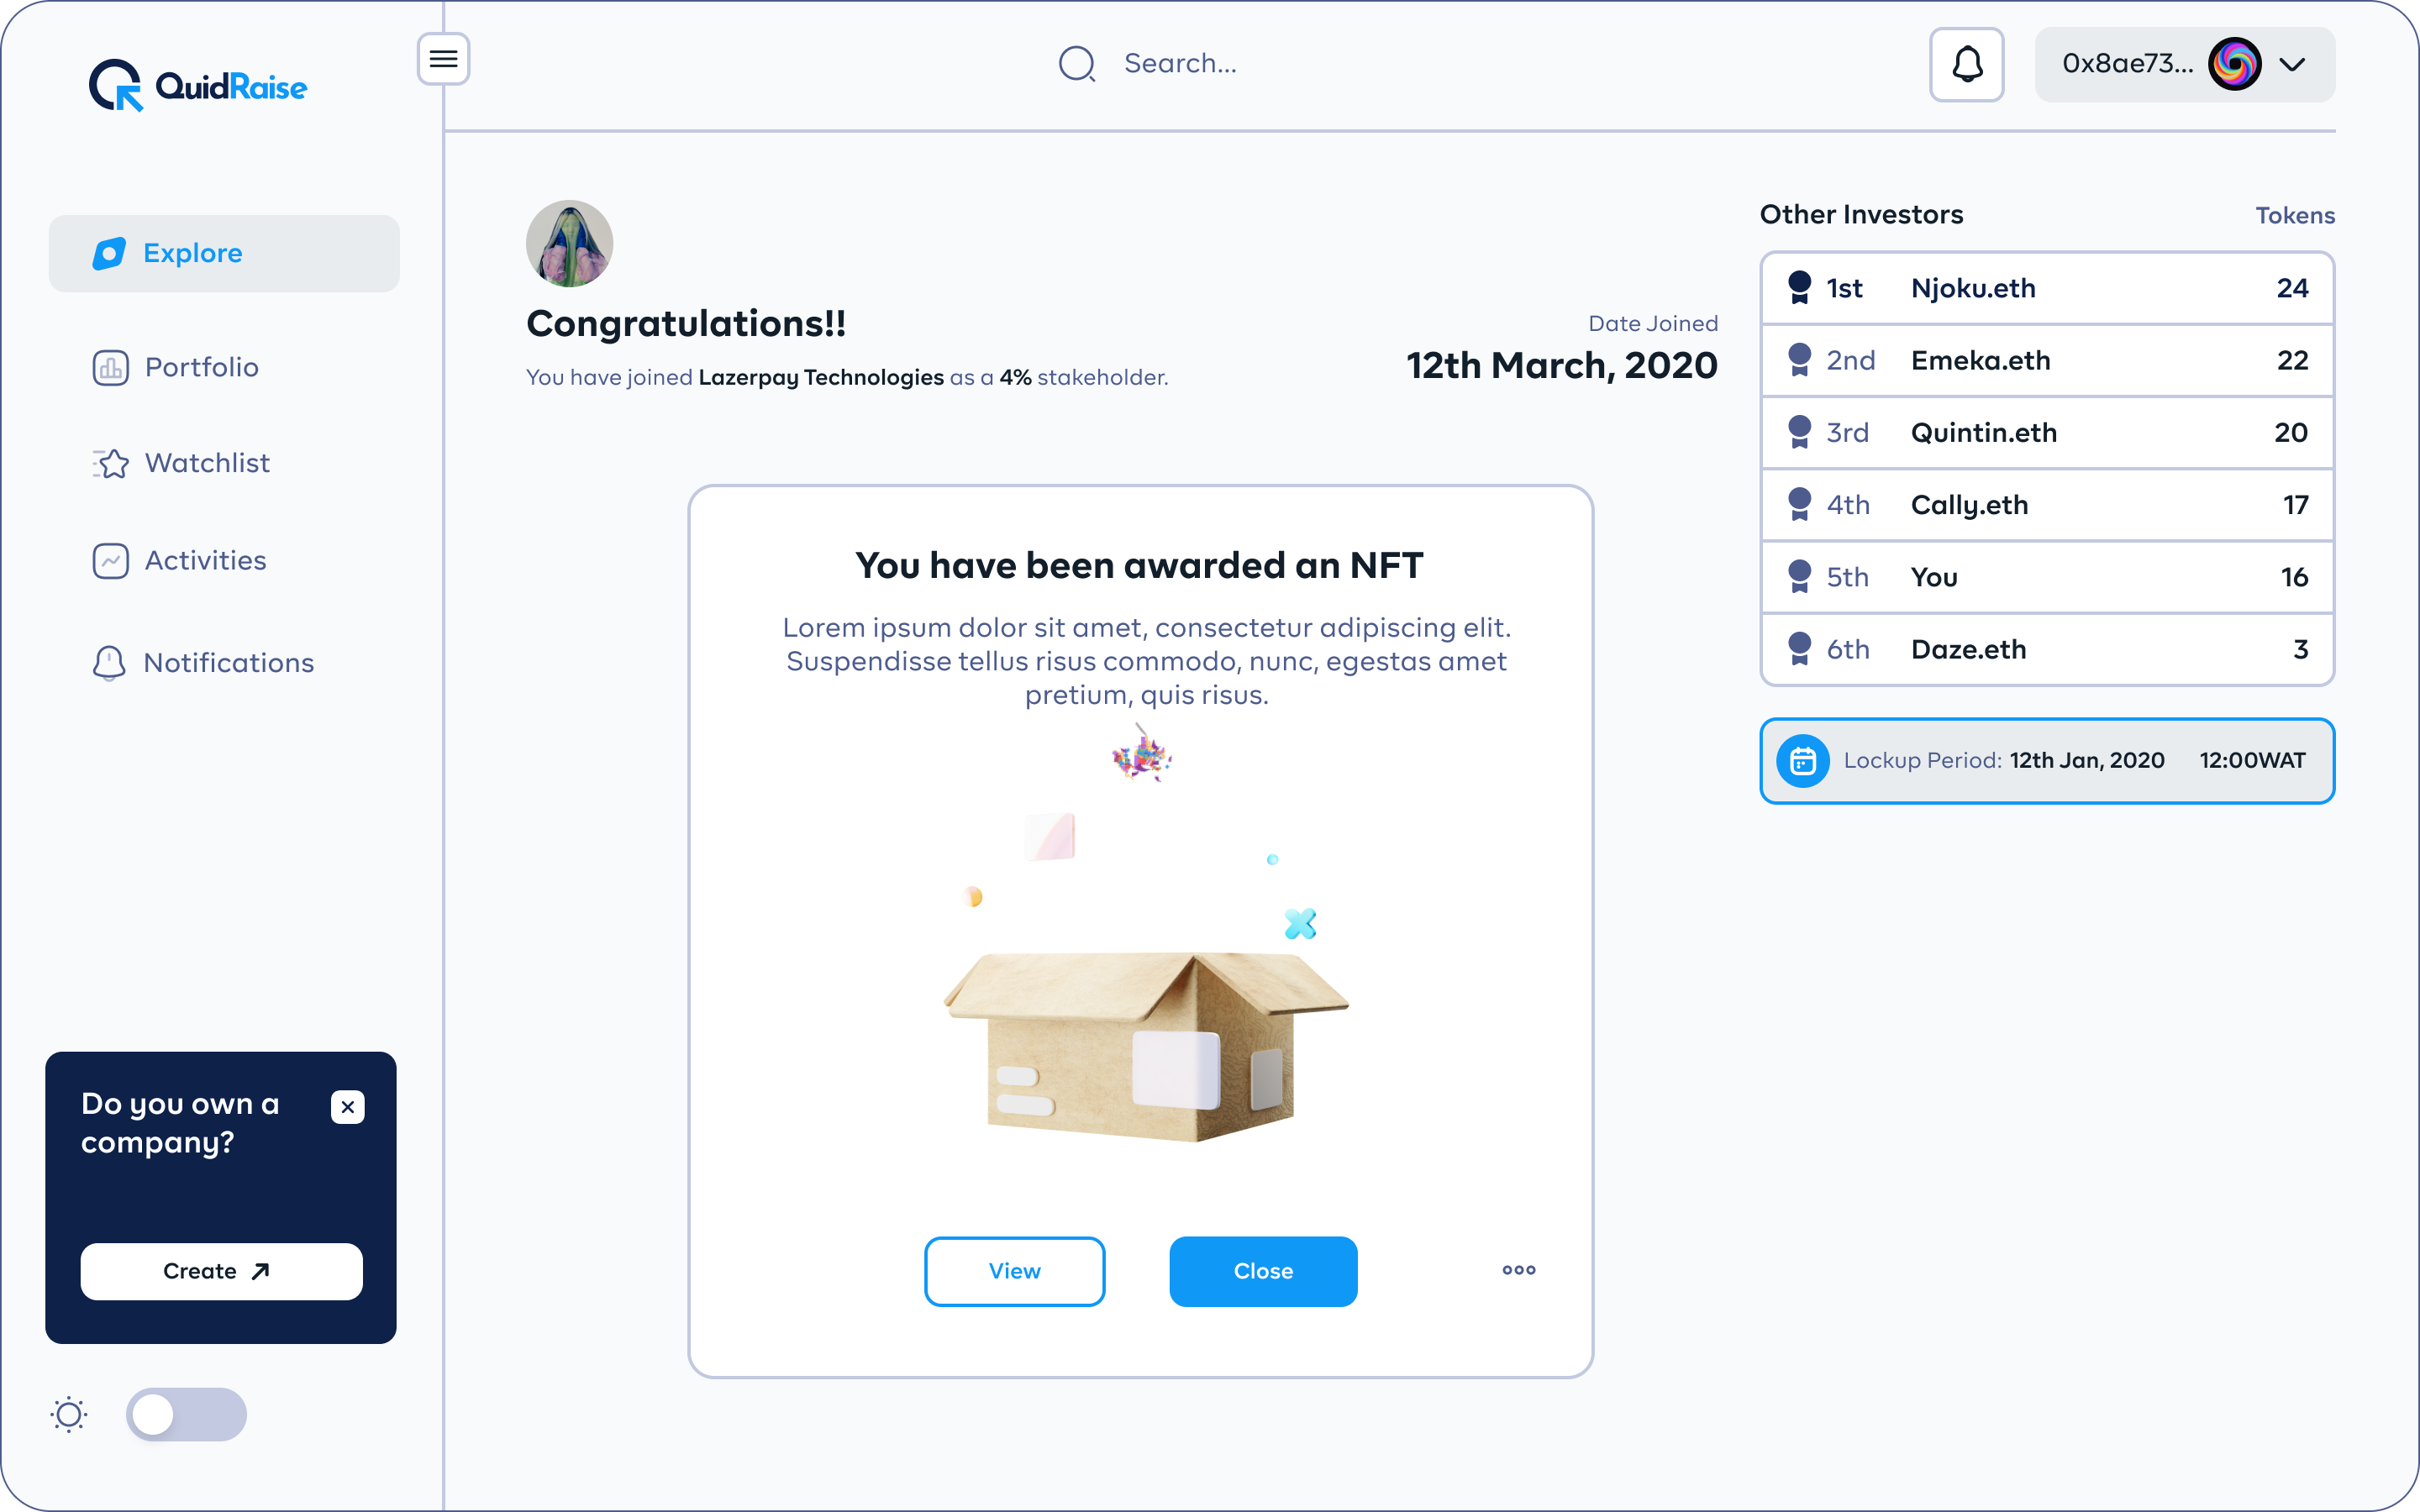 QuidRaise
Search...
0x8ae73...
Explore
Portfolio
Watchlist
Activities
Notifications
Do you own a
company?
Create
Congratulations!!
You have joined Lazerpay Technologies as a 4% stakeholder.
Date Joined
12th March, 2020
You have been awarded an NFT
Lorem ipsum dolor sit amet, consectetur adipiscing elit.
Suspendisse tellus risus commodo, nunc, egestas amet
pretium, quis risus.
View
Close
Other Investors Tokens
1st Njoku.eth 24
2nd Emeka.eth 22
3rd Quintin.eth 20
4th Cally.eth 17
5th You 16
6th Daze.eth 3
Lockup Period: 12th Jan, 2020 12:00WAT